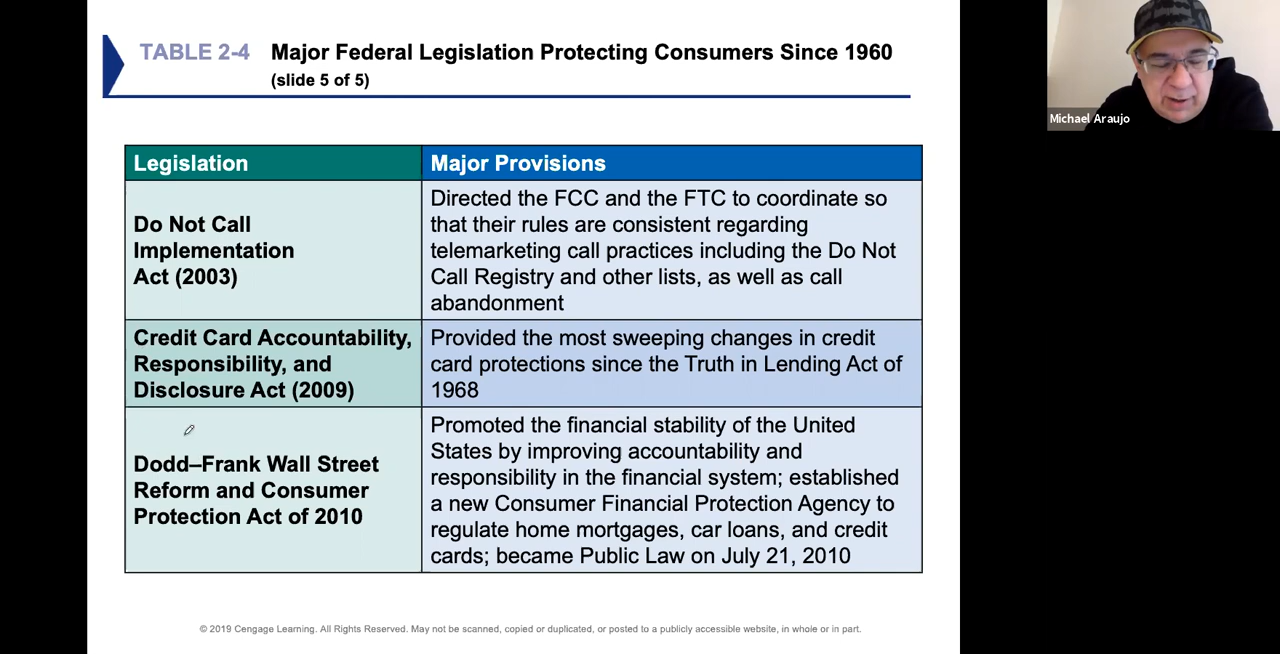 TABLE 2-4 Major Federal Legislation Protecting Consumers Since 1960
(slide 5 of 5)
Michael Araujo
Legislation
Major Provisions
Do Not Call
Implementation
Act (2003)
Directed the FCC and the FTC to coordinate so
that their rules are consistent regarding
telemarketing call practices including the Do Not
Call Registry and other lists, as well as call
abandonment
Credit Card Accountability,
Responsibility, and
Disclosure Act (2009)
Provided the most sweeping changes in credit
card protections since the Truth in Lending Act of
1968
Dodd–Frank Wall Street
Reform and Consumer
Protection Act of 2010
Promoted the financial stability of the United
States by improving accountability and
responsibility in the financial system; established
a new Consumer Financial Protection Agency to
regulate home mortgages, car loans, and credit
cards; became Public Law on July 21, 2010
© 2019 Cengage Learning. All Rights Reserved. May not be scanned, copied or duplicated, or posted to a publicly accessible website, in whole or in part.